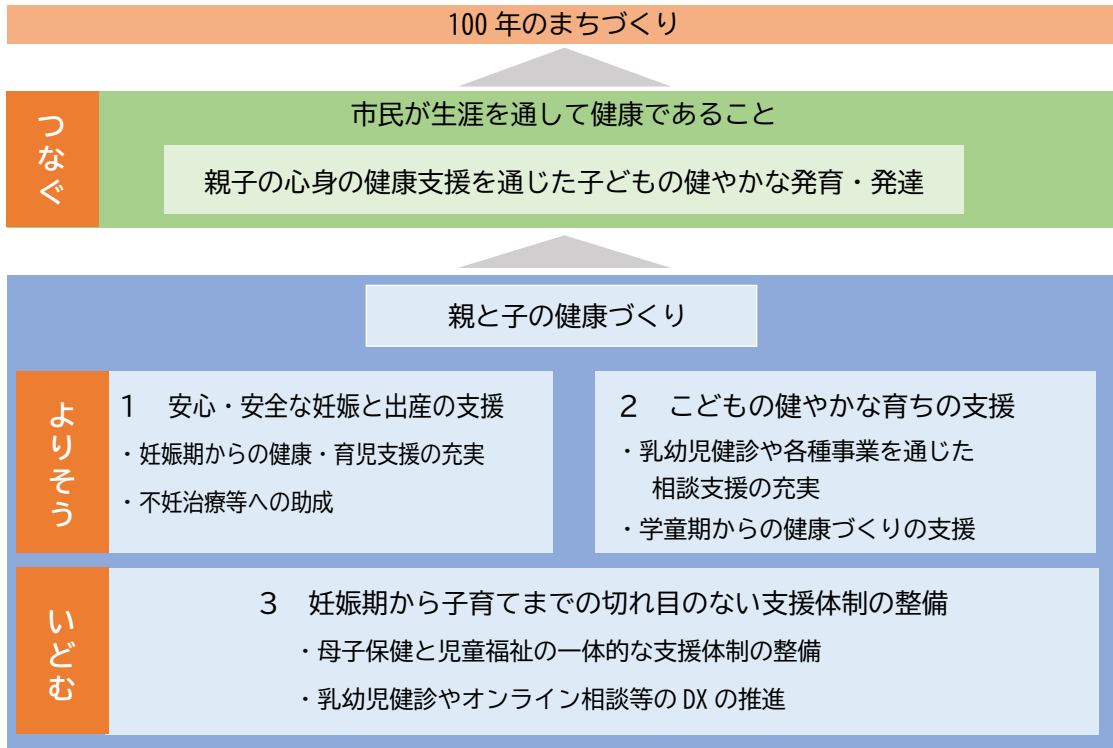 100年のまちづくり
つなぐ
市民が生涯を通して健康であること
親子の心身の健康支援を通じた子どもの健やかな発育・発達
親と子の健康づくり
よりそう
1 安心・安全な妊娠と出産の支援
・妊娠期からの健康・育児支援の充実
・不妊治療等への助成
2 こどもの健やかな育ちの支援
・乳幼児健診や各種事業を通じた
相談支援の充実
・学童期からの健康づくりの支援
いどむ
3 妊娠期から子育てまでの切れ目のない支援体制の整備
・母子保健と児童福祉の一体的な支援体制の整備
・乳幼児健診やオンライン相談等のDXの推進